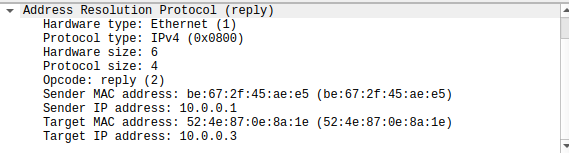 Address Resolution Protocol (reply)
Hardware type: Ethernet (1)
Protocol type: IPv4 (0x0800)
Hardware size: 6
Protocol size: 4
Opcode: reply (2)
Sender MAC address: be:67:2f:45:ae:e5 (be:67:2f:45:ae:e5)
Sender IP address: 10.0.0.1
Target MAC address: 52:4e:87:0e:8a:1e (52:4e:87:0e:8a:1e)
Target IP address: 10.0.0.3